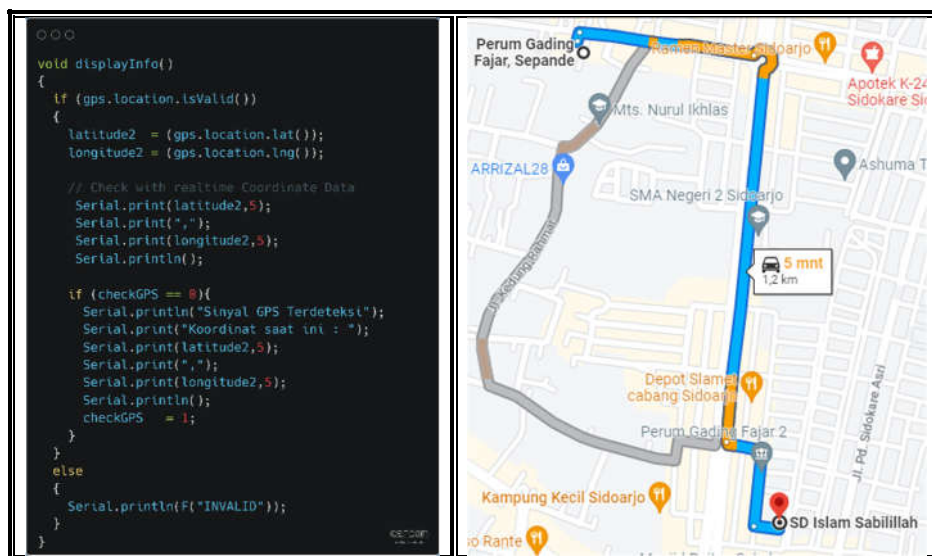 void displayInfo()
{
if (gps.location.isValid())
{
latitude2 = (gps.location.lat());
longitude2 = (gps.location.lng());
// Check with realtime Coordinate Data
Serial.print(latitude2,5);
Serial.print(",");
Serial.print(longitude2,5);
Serial.println();
if (checkGPS == 0){
Serial.println("Sinyal GPS Terdeteksi");
Serial.print("Koordinat saat ini : ");
Serial.print(latitude2,5);
Serial.print(",");
Serial.print(longitude2,5);
Serial.println();
checkGPS = 1;
}
}
else
{
Serial.println(F("INVALID"));
}
}
Perum Gading
Fajar, Sepande
Ramen Master Sidoarjo
Apotek K-24
Sidokare Sid
Mts. Nurul Ikhlas
ARRIZAL28
Ashuma T
SMA Negeri 2 Sidoarjo
Kedung Rahmat
5 mnt
1,2 km
Depot Slamet
cabang Sidoarjo
Perum Gading Fajar 2
Jl. Pd. Sidokare Asri
Kampung Kecil Sidoarjo
SD Islam Sabilillah
so Rante